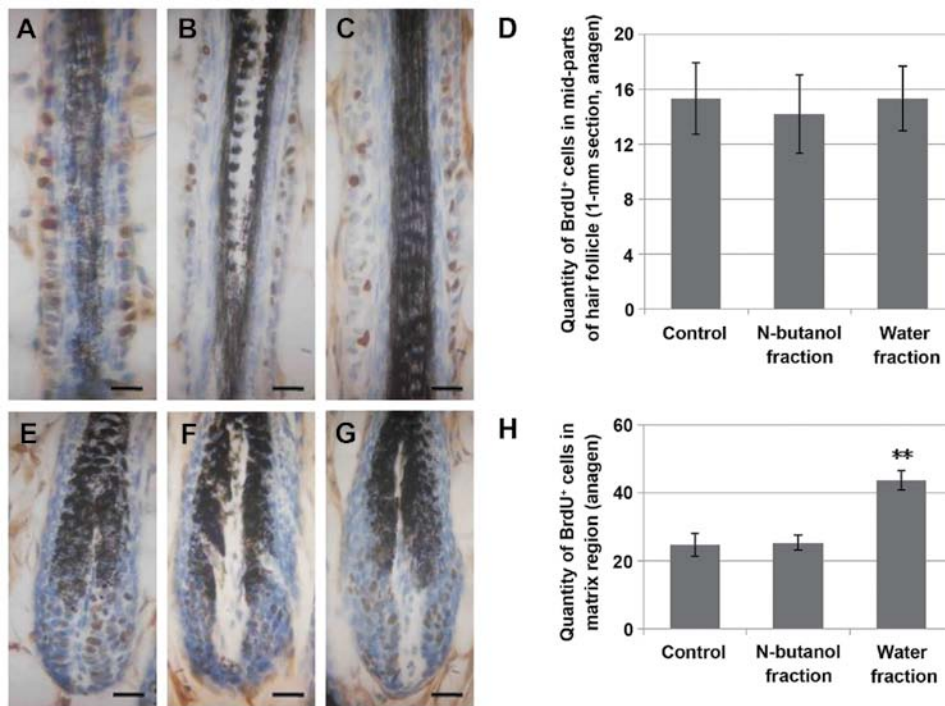 A
B
C
D
Quantity of BrdU⁺ cells in mid-parts
of hair follicle (1-mm section, anagen)
20
16
12
8
4
0
Control
N-butanol
fraction
Water
fraction
E
F
G
H
Quantity of BrdU⁺ cells in
matrix region (anagen)
60
40
20
0
**
Control
N-butanol
fraction
Water
fraction